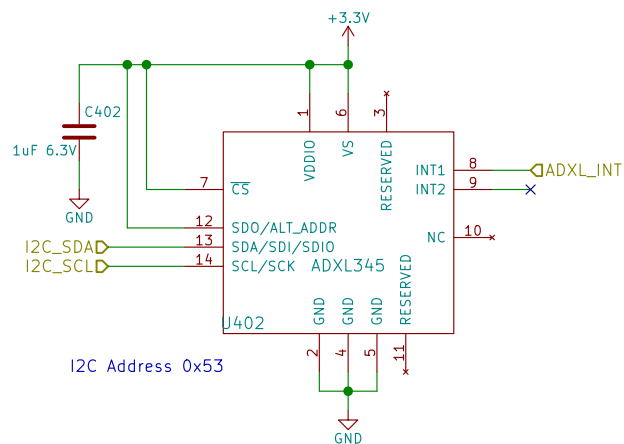 +3.3V
C402
1uF 6.3V
GND
1
6
3
VDDIO
VS
RESERVED
7
CS
INT1
8
ADXL_INT
INT2
9
12
SDO/ALT_ADDR
I2C_SDA
13
SDA/SDI/SDIO
NC
10
I2C_SCL
14
SCL/SCK
ADXL345
GND
GND
GND
RESERVED
U402
2
4
5
11
I2C Address 0x53
GND